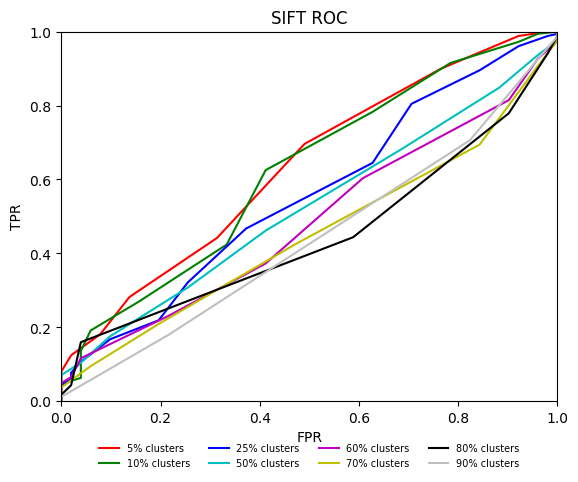 SIFT ROC
1.0
0.8
0.6
0.4
0.2
0.0
TPR
0.0 0.2 0.4 0.6 0.8 1.0
FPR
5% clusters 25% clusters 60% clusters 80% clusters
10% clusters 50% clusters 70% clusters 90% clusters